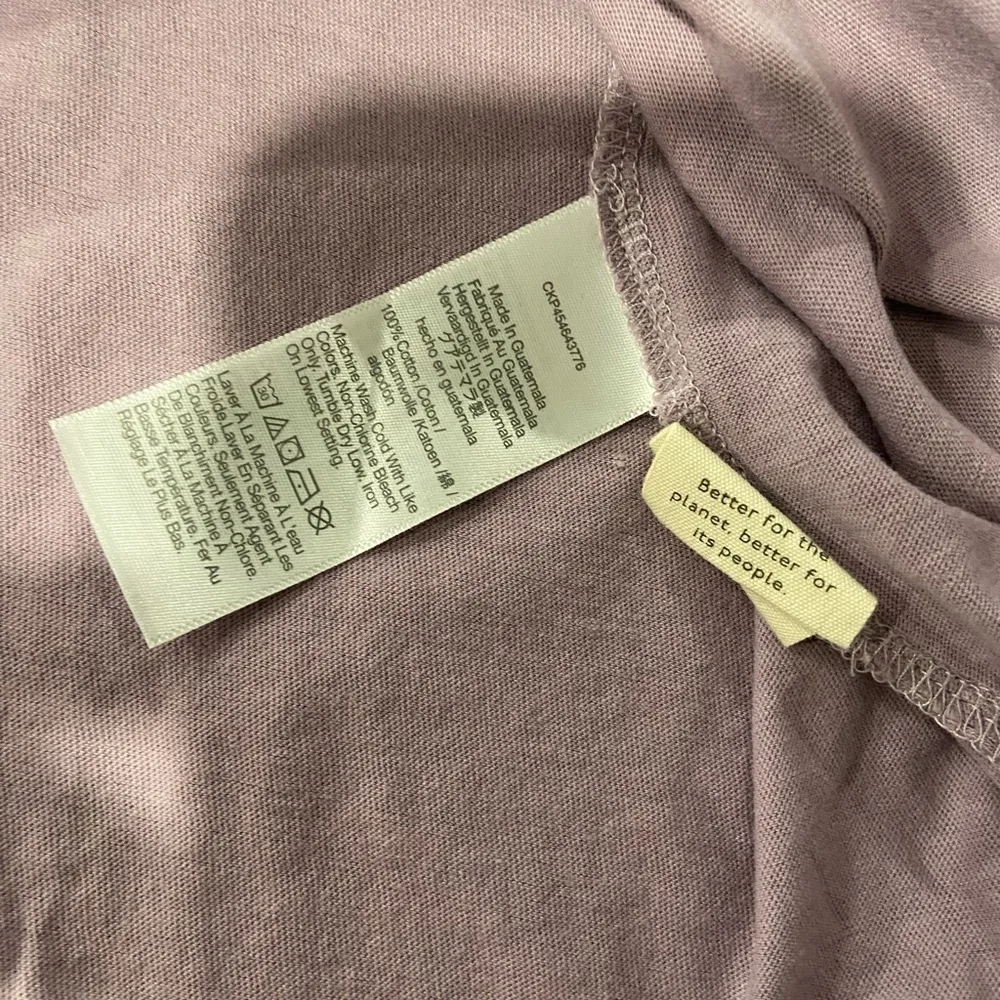 CKP454643776
Made In Guatemala
Fabriqué Au Guatemala
Hergestellt In Guatemala
Vervaardigd In Guatemala
グアテマラ製
hecho en guatemala
100% Cotton /Coton/
Baumwolle /Katoen /綿/
algodón
Machine Wash Cold With Like
Colors. Non-Chlorine Bleach
Only. Tumble Dry Low. Iron
On Lowest Setting.
30
Laver À La Machine À L'eau
Froide.Laver En Séparant Les
Couleurs. Seulement Agent
De Blanchiment Non-Chlore.
Sécher À La Machine À
Basse Température. Fer Au
Réglage Le Plus Bas.
Better for the
planet, better for
its people.